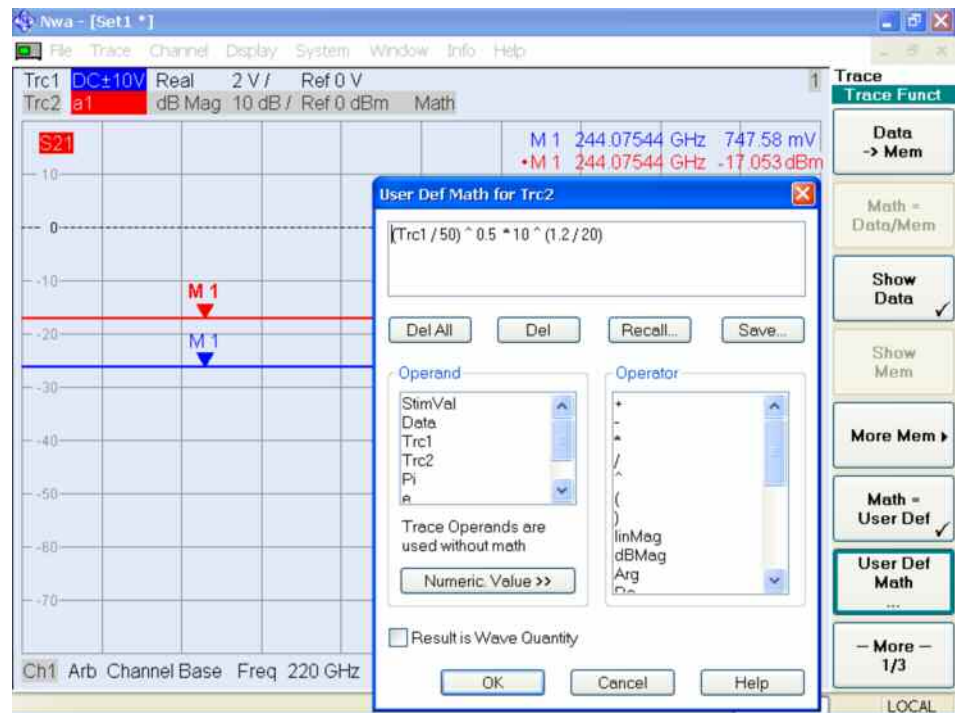 Nwa - [Set1 *]
File Trace Channel Display System Window Info Help
Trc1 DC±10V Real 2 V / Ref 0 V 1
Trc2 a1 dB Mag 10 dB / Ref 0 dBm Math
S21
M 1 244.07544 GHz 747.58 mV
•M 1 244.07544 GHz -17.053 dBm
10
0
-10
-20
-30
-40
-50
-60
-70
M 1
M 1
Ch1 Arb Channel Base Freq 220 GHz
User Def Math for Trc2
(Trc1 / 50) ^ 0.5 * 10 ^ (1.2 / 20)
Del All Del Recall... Save...
Operand
StimVal
Data
Trc1
Trc2
Pi
e
Trace Operands are
used without math
Numeric. Value >>
Operator
+
-
*
/
^
(
)
linMag
dBMag
Arg
Re
Result is Wave Quantity
OK Cancel Help
Trace
Trace Funct
Data
-> Mem
Math =
Data/Mem
Show
Data
Show
Mem
More Mem
Math =
User Def
User Def
Math
...
— More —
1/3
LOCAL